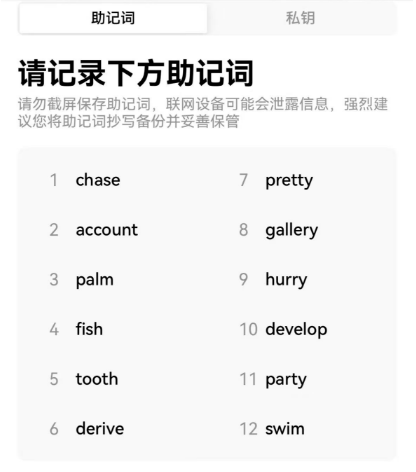 助记词
私钥
请记录下方助记词
请勿截屏保存助记词，联网设备可能会泄露信息，强烈建
议您将助记词抄写备份并妥善保管
1 chase
2 account
3 palm
4 fish
5 tooth
6 derive
7 pretty
8 gallery
9 hurry
10 develop
11 party
12 swim